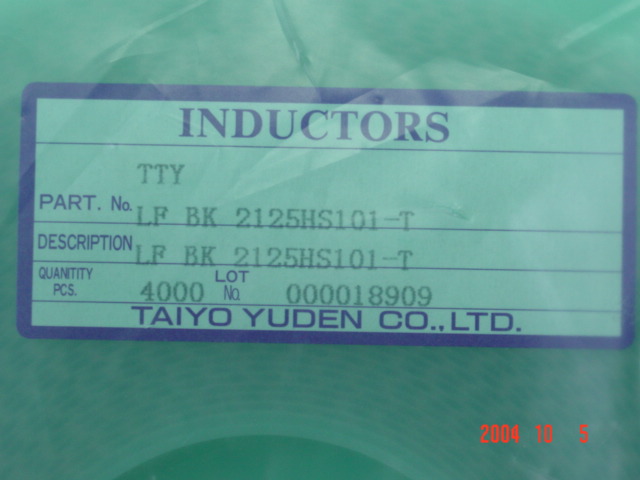 INDUCTORS
TTY
PART. No. LF BK 2125HS101-T
DESCRIPTION LF BK 2125HS101-T
QUANITITY PCS. 4000 LOT No. 000018909
TAIYO YUDEN CO.,LTD.
2004 10 5